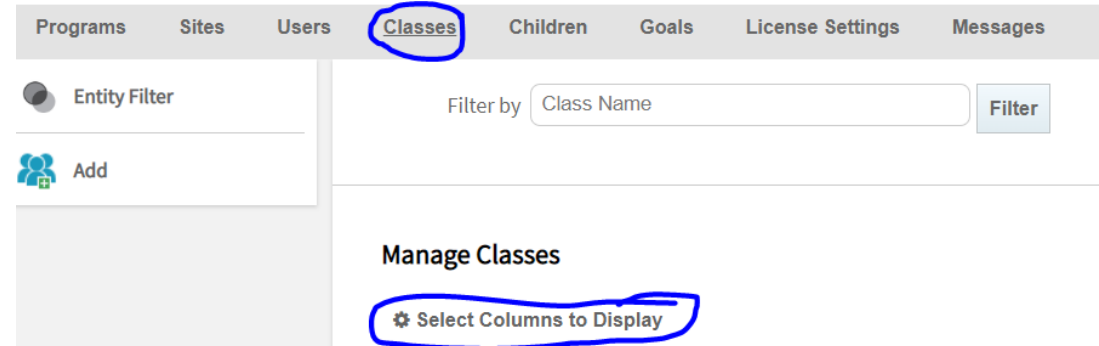 Programs Sites Users Classes Children Goals License Settings Messages
Entity Filter
Filter by Class Name Filter
Add
Manage Classes
Select Columns to Display